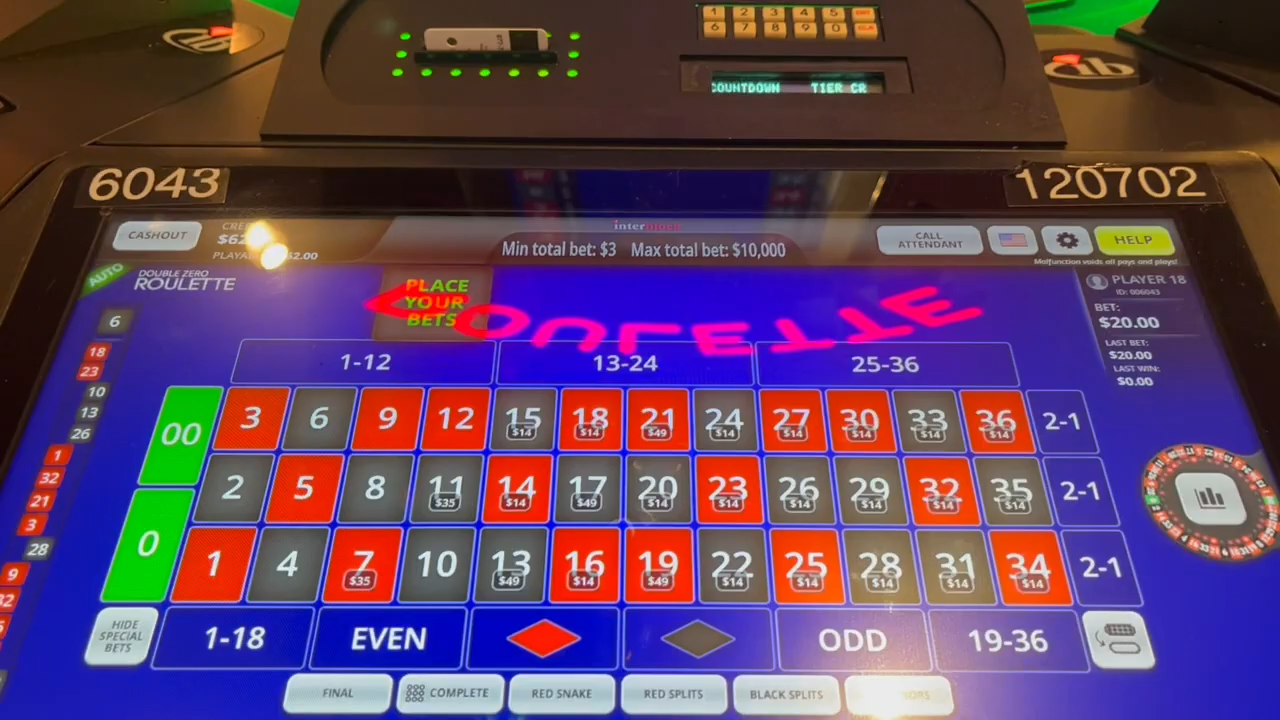 1 2 3 4 5
6 7 8 9 0
COUNTDOWN TIER CR
6043
120702
CASHOUT
interblock
Min total bet: $3 Max total bet: $10,000
CALL
ATTENDANT
HELP
Malfunction voids all pays and plays!
AUTO
DOUBLE ZERO
ROULETTE
PLACE
YOUR
BETS
ROULETTE
PLAYER 18
ID: 006043
BET:
$20.00
LAST BET:
$20.00
LAST WIN:
$0.00
6
18
23
10
13
26
1
32
21
3
28
9
1-12 13-24 25-36
00 3 6 9 12 15 18 21 24 27 30 33 36 2-1
$14 $14 $49 $14 $14 $14 $14 $14
2 5 8 11 14 17 20 23 26 29 32 35 2-1
$35 $14 $49 $14 $14 $14 $14 $14 $14
0 1 4 7 10 13 16 19 22 25 28 31 34 2-1
$35 $49 $14 $49 $14 $14 $14 $14 $14
HIDE
SPECIAL
BETS
1-18 EVEN ODD 19-36
FINAL COMPLETE RED SNAKE RED SPLITS BLACK SPLITS